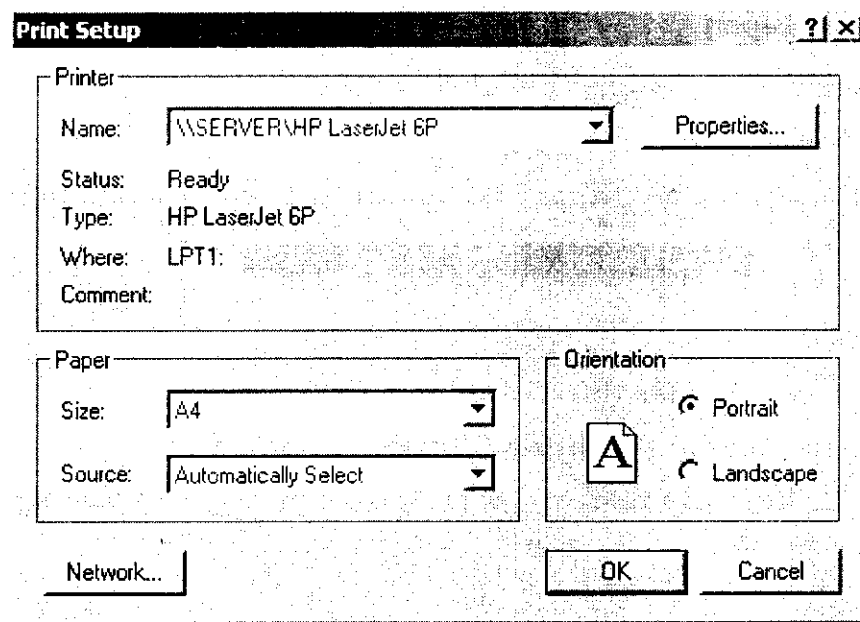 Print Setup ? ×
Printer
Name: \\SERVER\HP LaserJet 6P Properties...
Status: Ready
Type: HP LaserJet 6P
Where: LPT1:
Comment:
Paper
Size: A4
Source: Automatically Select
Orientation
A
Portrait
Landscape
Network... OK Cancel